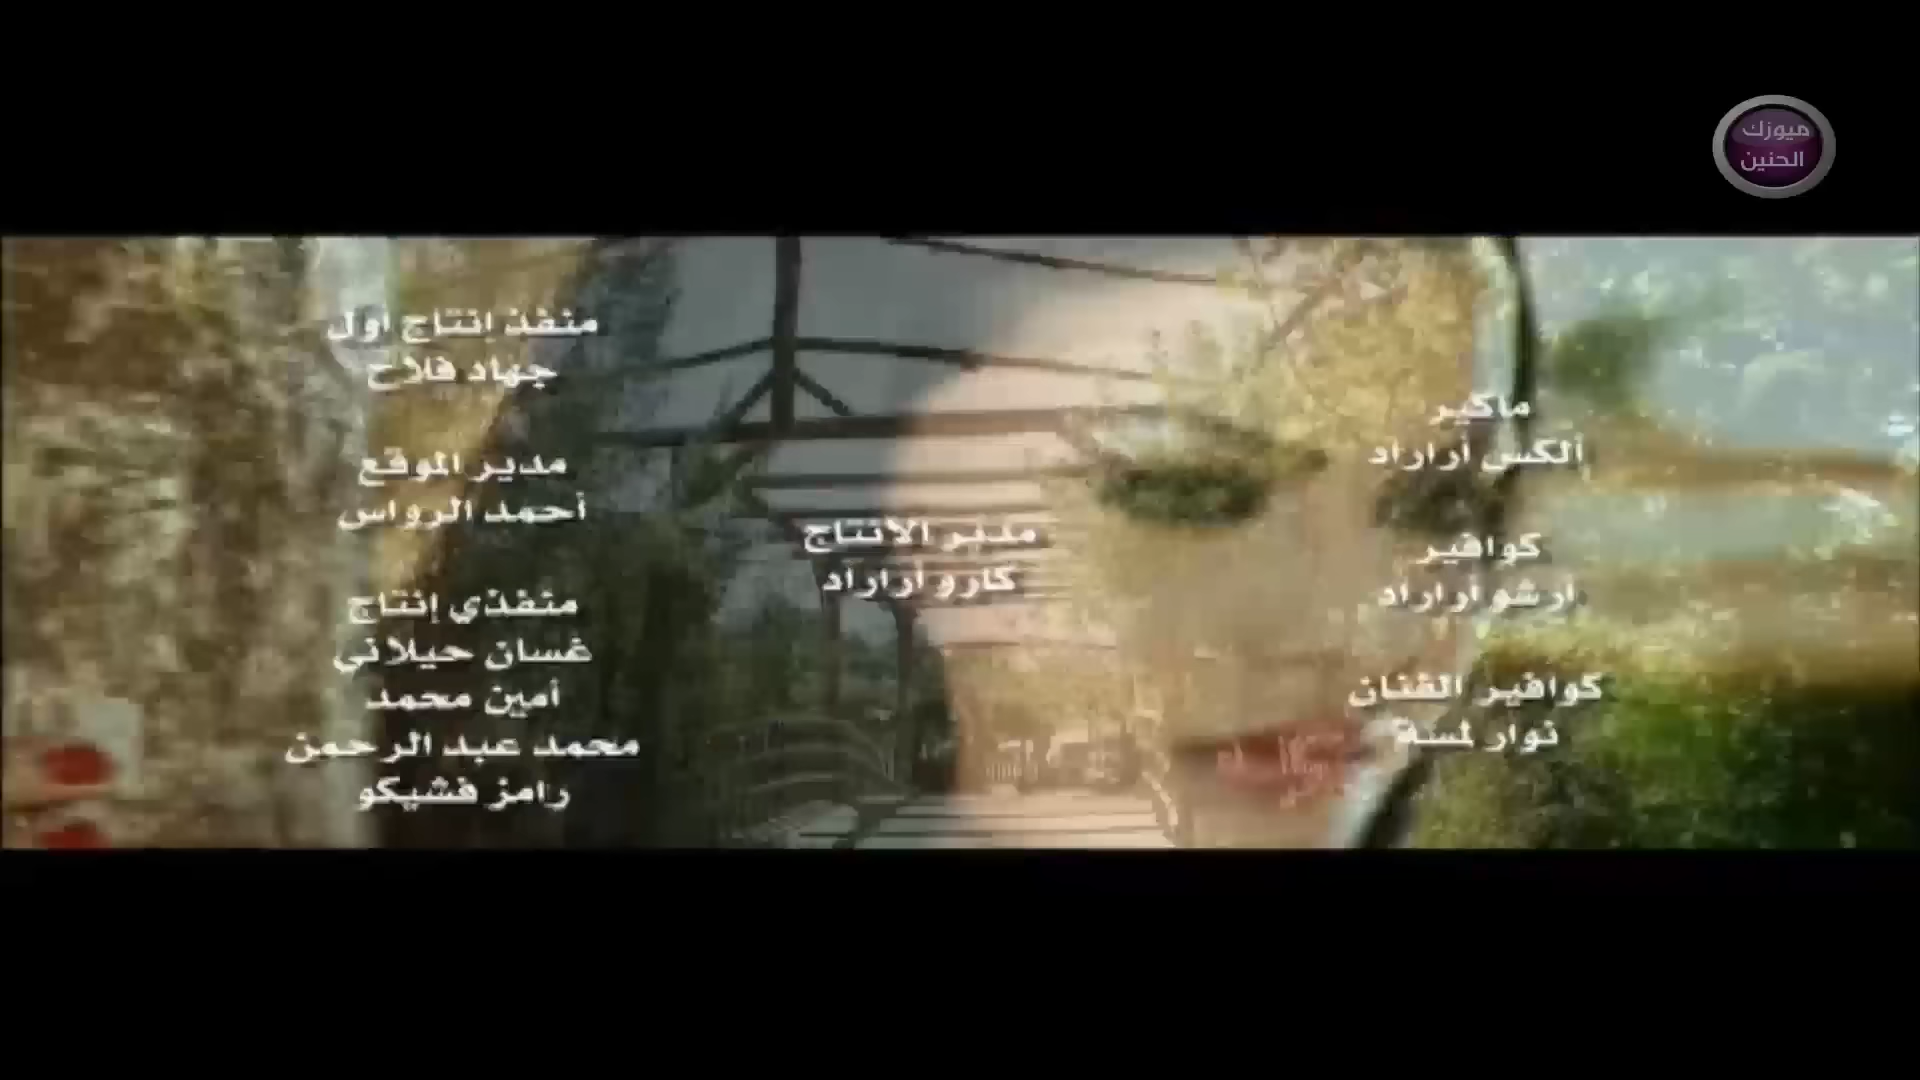 ميوزك
الحنين
ماكير
ألكس أراراد
كوافير
ارشو أراراد
كوافير الفنان
نوار لمسة
مدير الانتاج
كارو أراراد
منفذ إنتاج أول
جهاد فلاح
مدير الموقع
أحمد الرواس
منفذي إنتاج
غسان حيلاني
أمين محمد
محمد عبد الرحمن
رامز فشيكو